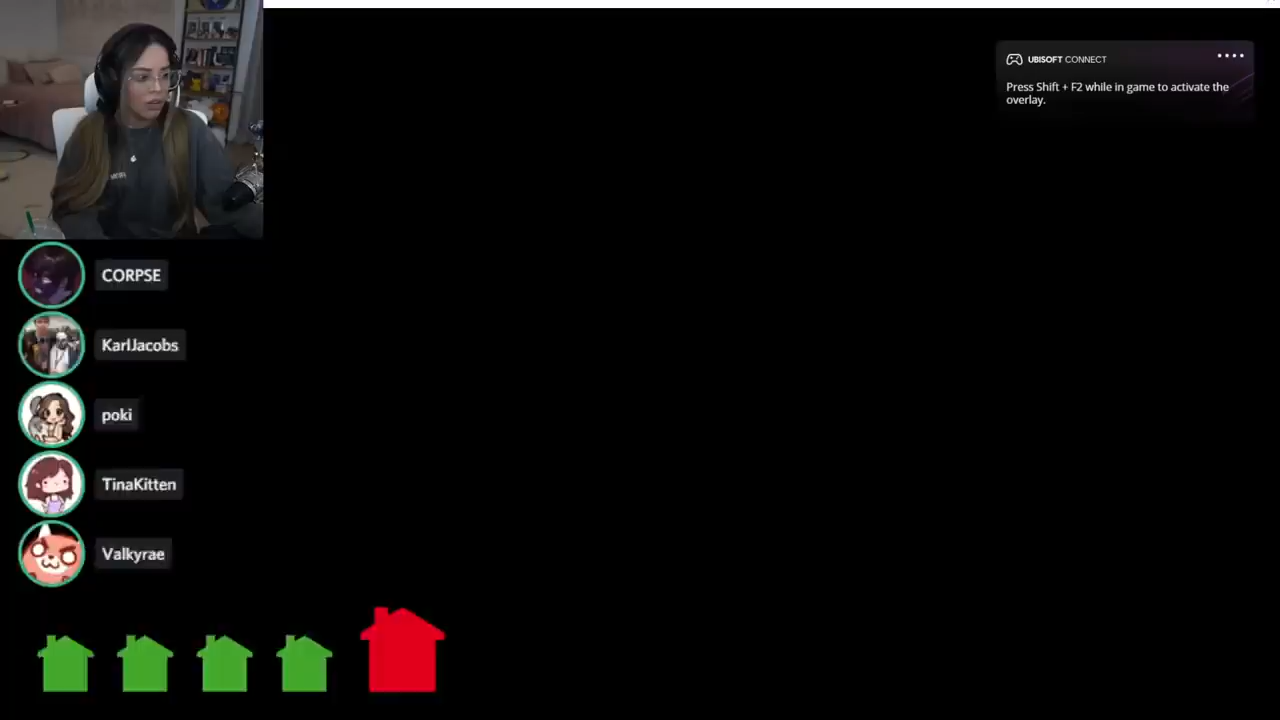 UBISOFT CONNECT
Press Shift + F2 while in game to activate the
overlay.
CORPSE
KarlJacobs
poki
TinaKitten
Valkyrae